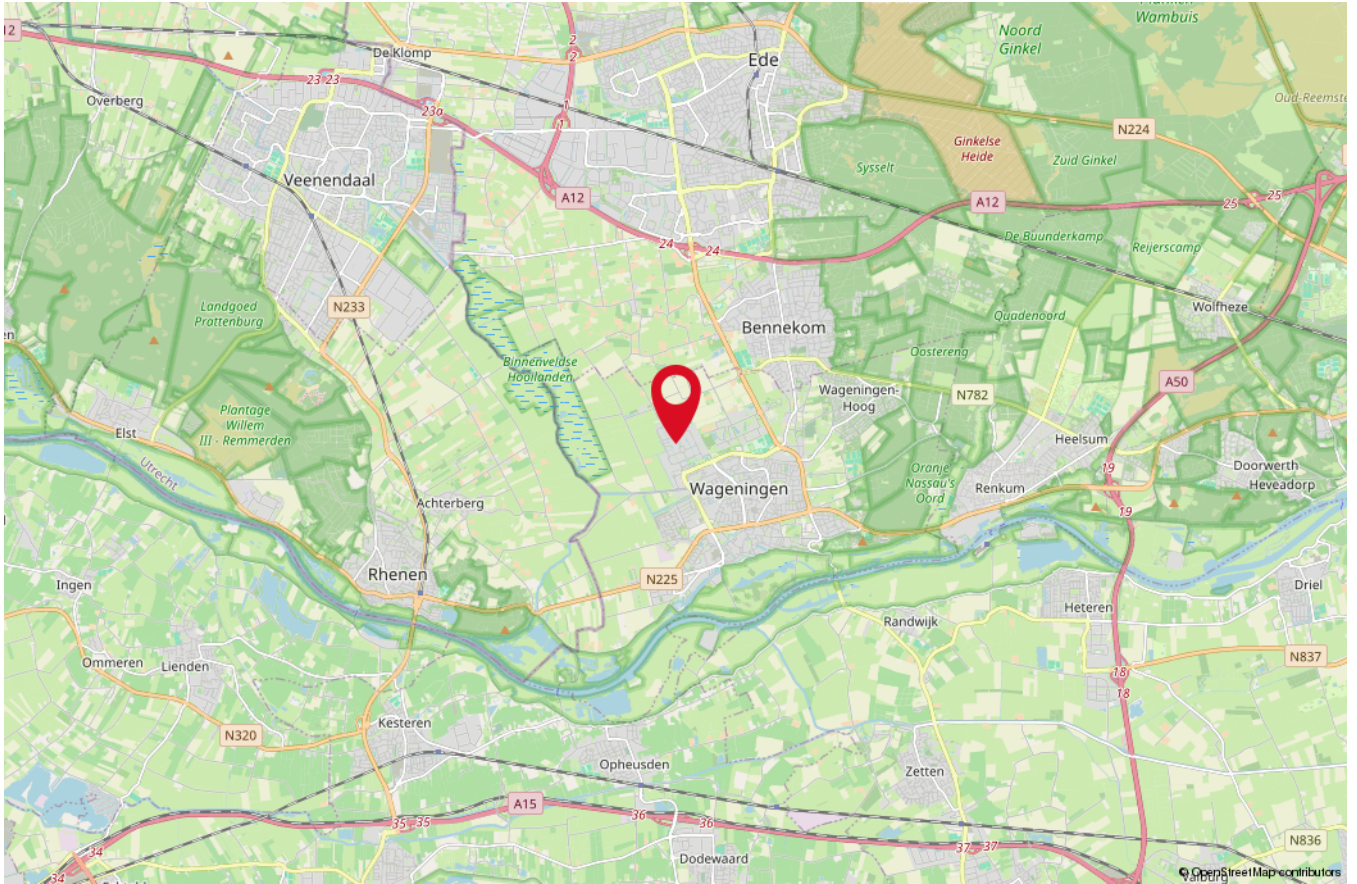 Wambuis
Noord
Ginkel
12
De Klomp
2
2
Ede
23 23
Overberg
23a
1
1
Oud-Reemste
N224
Ginkelse
Heide
Zuid Ginkel
Sysselt
Veenendaal
A12
A12
25
25
24
24
De Buunderkamp
Reijerscamp
Landgoed
Prattenburg
N233
Wolfheze
Quadenoord
Bennekom
en
Oostereng
Binnenveldse
Hooilanden
A50
Wageningen-
Hoog
N782
Plantage
Willem
III - Remmerden
Elst
Heelsum
Utrecht
19
Doorwerth
Heveadorp
Oranje
Nassau's
Oord
Renkum
Wageningen
Achterberg
19
Rhenen
N225
Ingen
Driel
Heteren
Randwijk
Ommeren
Lienden
N837
18
18
Kesteren
N320
Opheusden
Zetten
A15
35
35
36
36
N836
37
37
34
34
Dodewaard
Valburg
© OpenStreetMap contributors